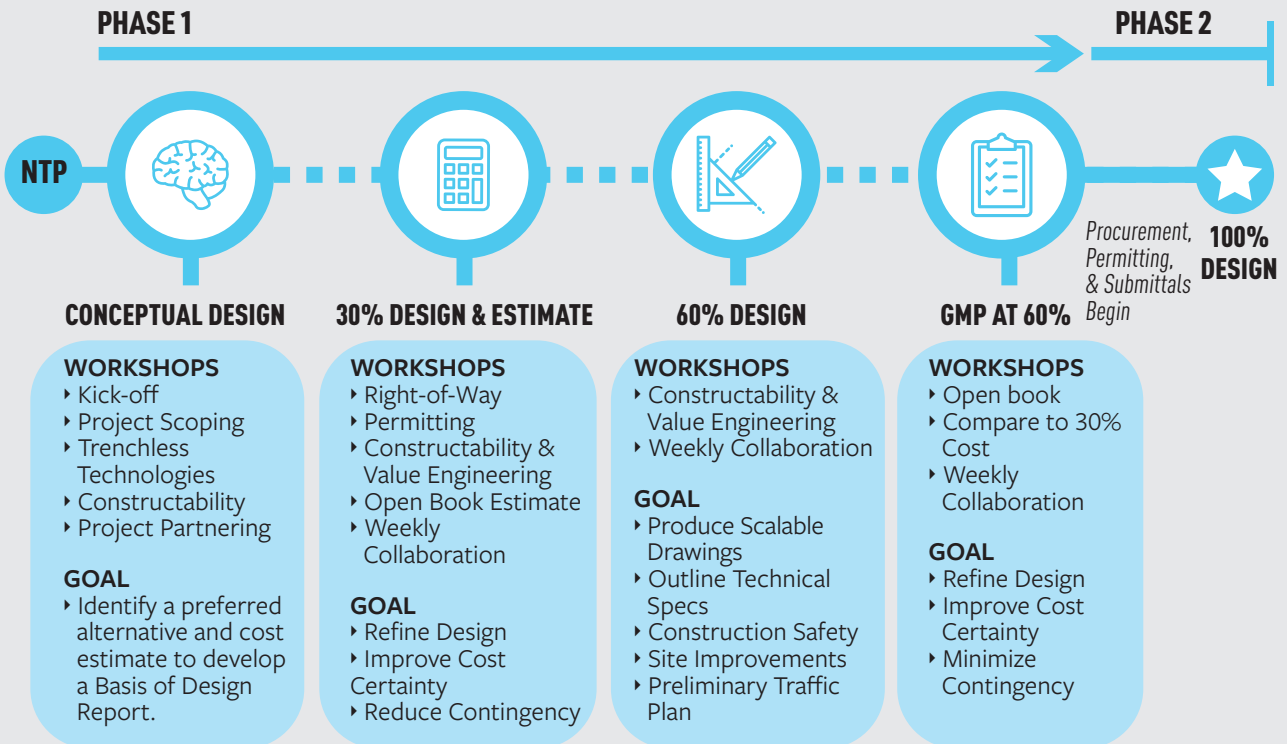 PHASE 1
PHASE 2
NTP
Procurement,
Permitting,
& Submittals
Begin
100%
DESIGN
CONCEPTUAL DESIGN
WORKSHOPS
‣ Kick-off
‣ Project Scoping
‣ Trenchless
Technologies
‣ Constructability
‣ Project Partnering
GOAL
‣ Identify a preferred
alternative and cost
estimate to develop
a Basis of Design
Report.
30% DESIGN & ESTIMATE
WORKSHOPS
‣ Right-of-Way
‣ Permitting
‣ Constructability &
Value Engineering
‣ Open Book Estimate
‣ Weekly
Collaboration
GOAL
‣ Refine Design
‣ Improve Cost
Certainty
‣ Reduce Contingency
60% DESIGN
WORKSHOPS
‣ Constructability &
Value Engineering
‣ Weekly Collaboration
GOAL
‣ Produce Scalable
Drawings
‣ Outline Technical
Specs
‣ Construction Safety
‣ Site Improvements
‣ Preliminary Traffic
Plan
GMP AT 60%
WORKSHOPS
‣ Open book
‣ Compare to 30%
Cost
‣ Weekly
Collaboration
GOAL
‣ Refine Design
‣ Improve Cost
Certainty
‣ Minimize
Contingency